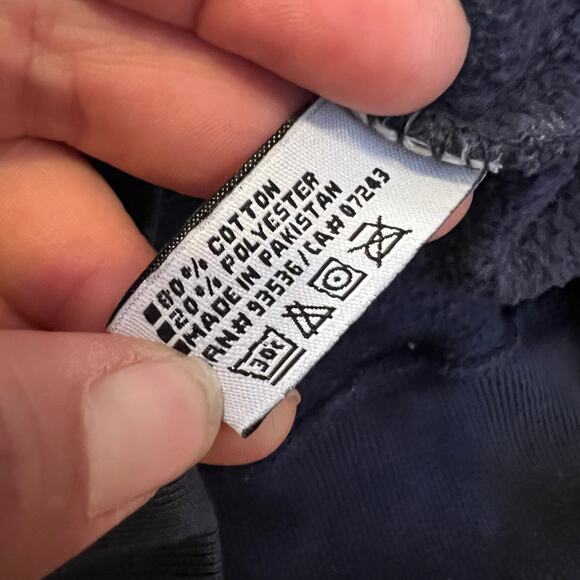 80% COTTON
20% POLYESTER
MADE IN PAKISTAN
RN# 93536/CA# 07243
30